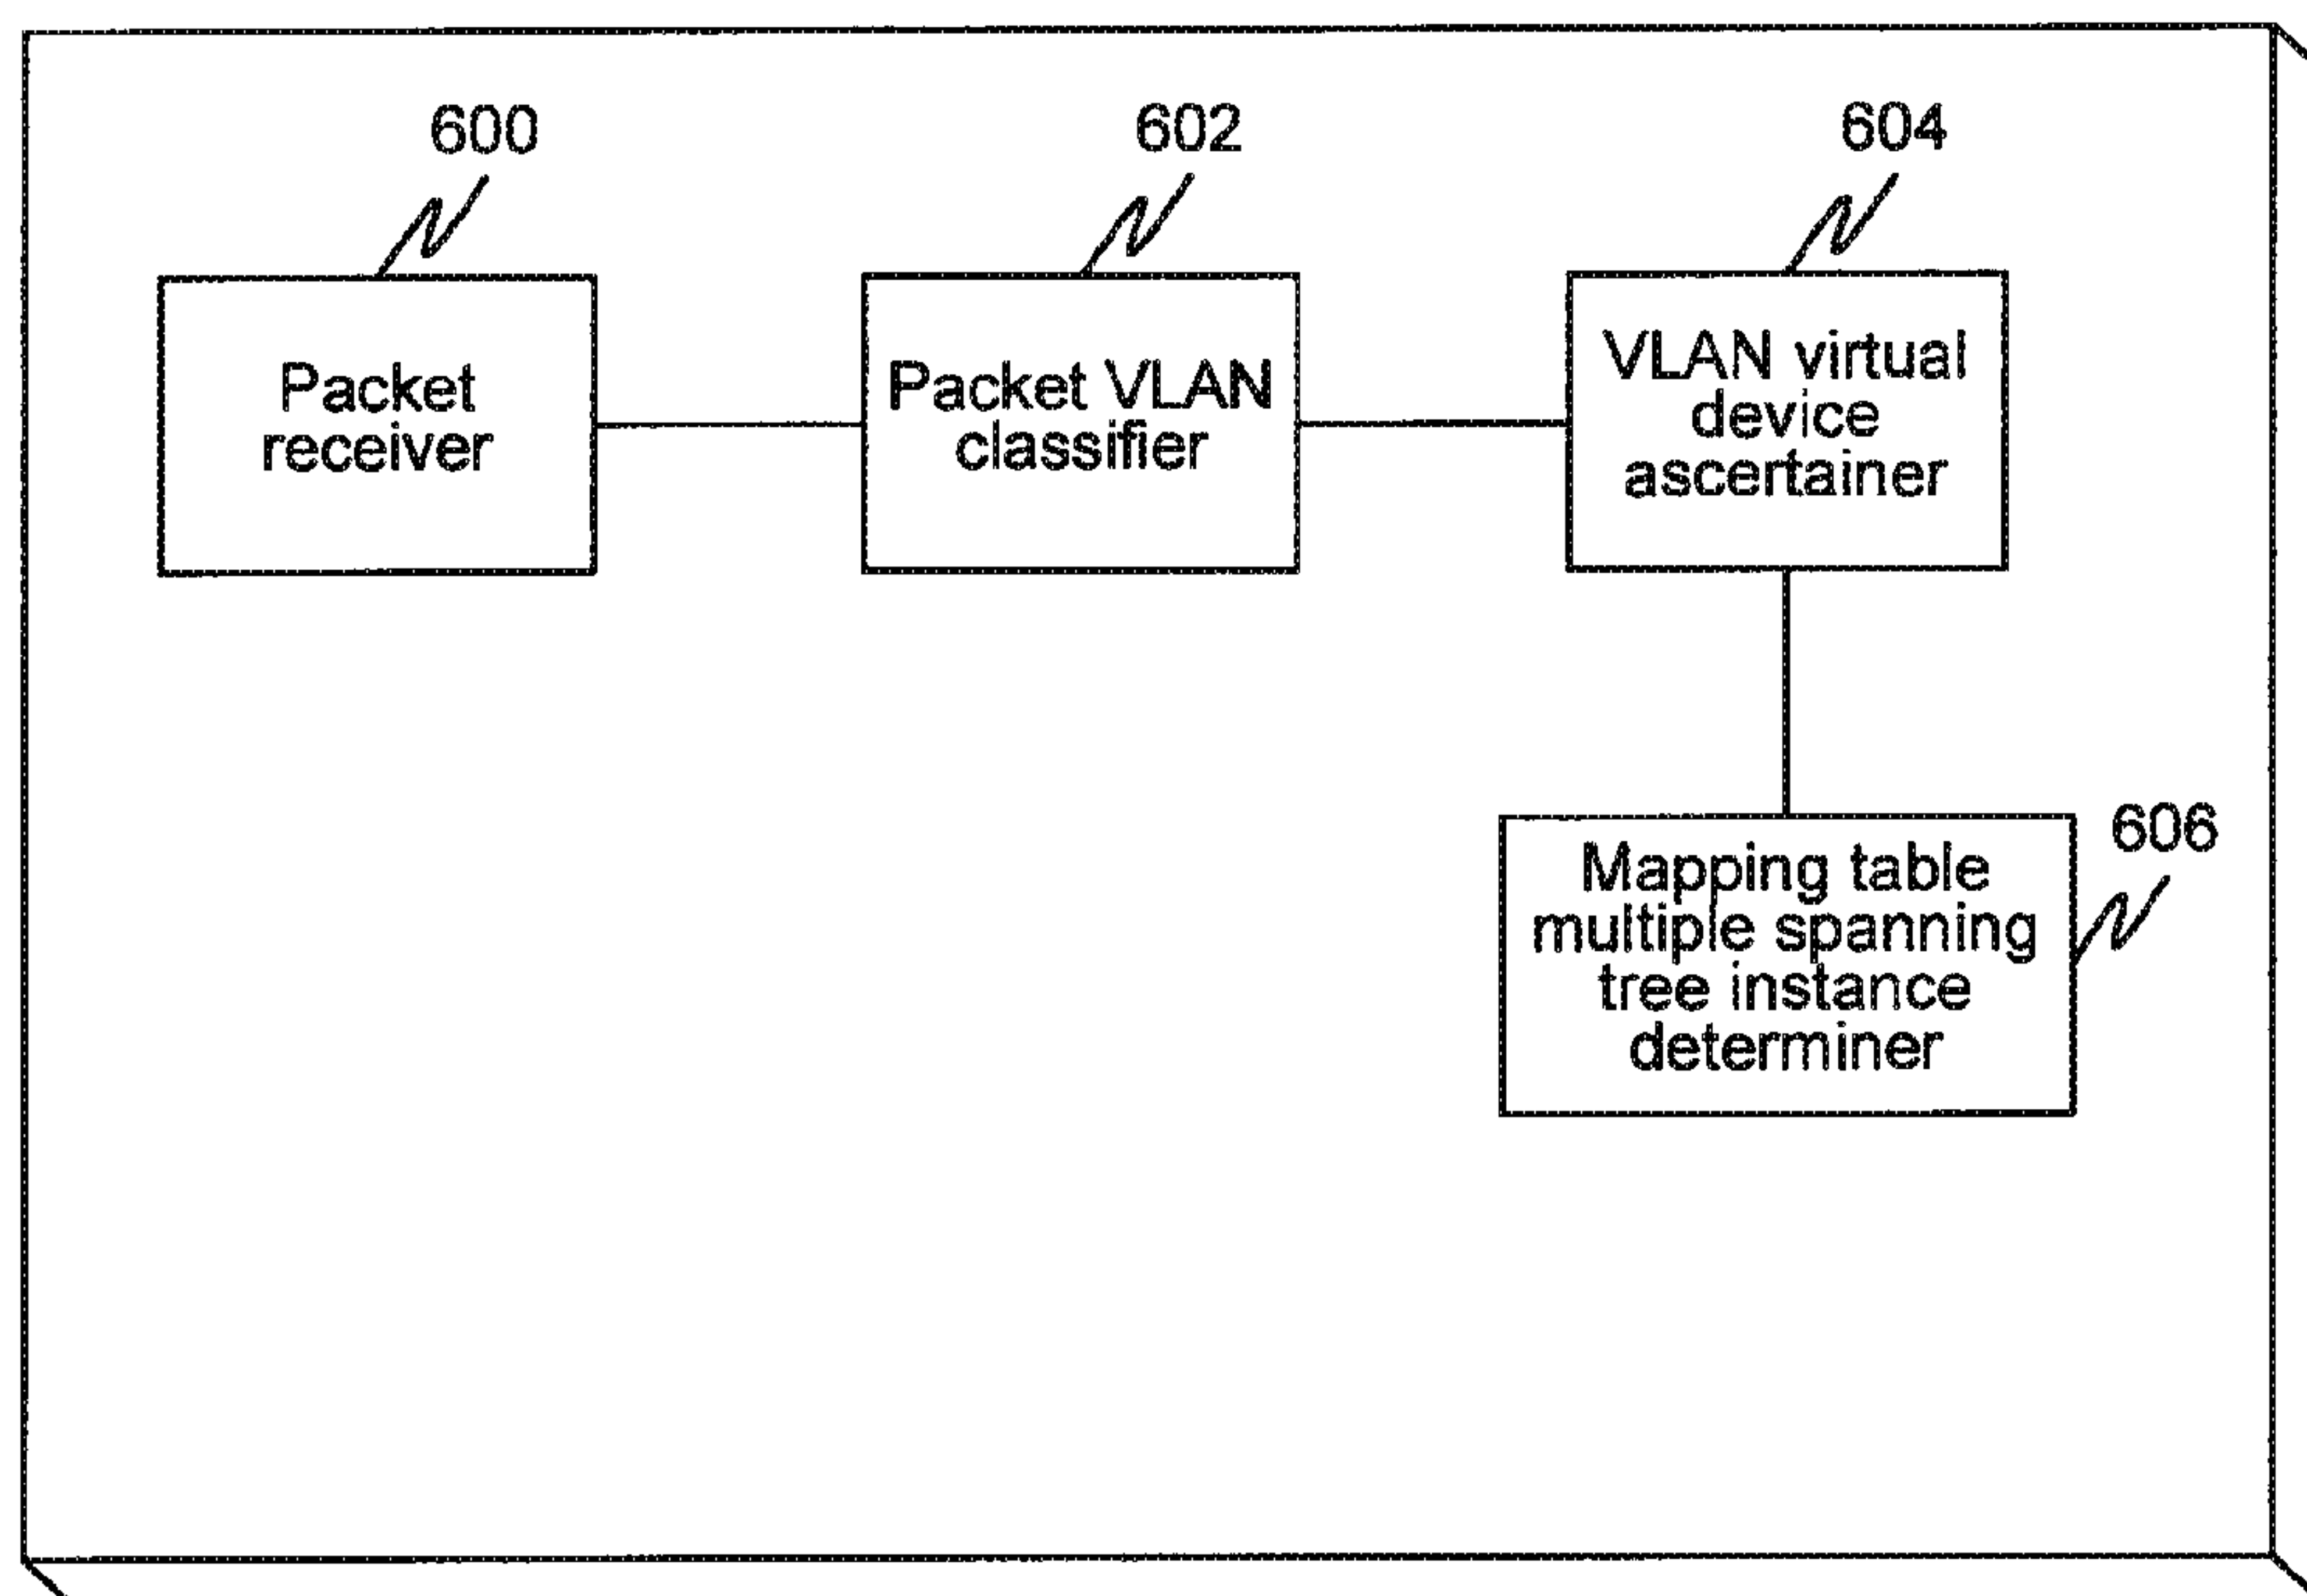 600
602
604
Packet
receiver
Packet VLAN
classifier
VLAN virtual
device
ascertainer
606
Mapping table
multiple spanning
tree instance
determiner